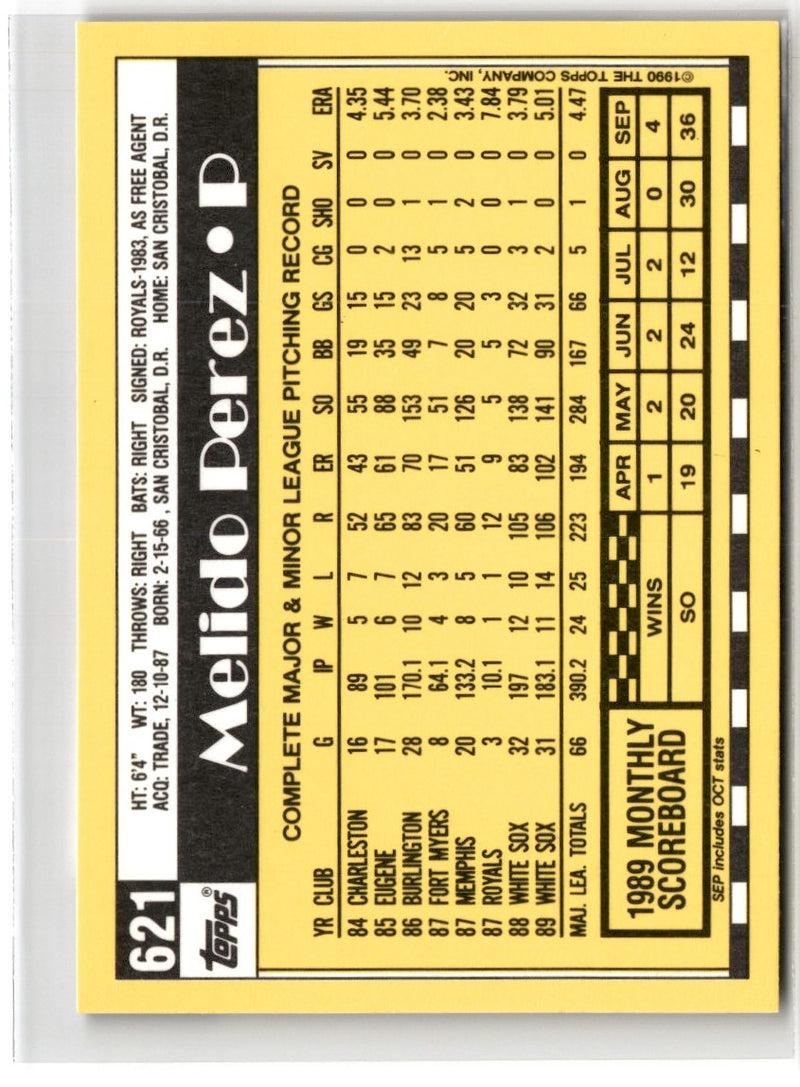 621
HT: 6'4" WT: 180 THROWS: RIGHT BATS: RIGHT SIGNED: ROYALS-1983, AS FREE AGENT
ACQ: TRADE, 12-10-87 BORN: 2-15-66, SAN CRISTOBAL, D.R. HOME: SAN CRISTOBAL, D.R.
TOPPS®
Melido Perez • P
COMPLETE MAJOR & MINOR LEAGUE PITCHING RECORD
YR CLUB G IP W L R ER SO BB GS CG SHO SV ERA
84 CHARLESTON 16 89 5 7 52 43 55 19 15 0 0 0 4.35
85 EUGENE 17 101 6 7 65 61 88 35 15 2 0 0 5.44
86 BURLINGTON 28 170.1 10 12 83 70 153 49 23 13 1 0 3.70
87 FORT MYERS 8 64.1 4 3 20 17 51 7 8 5 1 0 2.38
87 MEMPHIS 20 133.2 8 5 60 51 126 20 20 5 2 0 3.43
87 ROYALS 3 10.1 1 1 12 9 5 5 3 0 0 0 7.84
88 WHITE SOX 32 197 12 10 105 83 138 72 32 3 1 0 3.79
89 WHITE SOX 31 183.1 11 14 106 102 141 90 31 2 0 0 5.01
MAJ. LEA. TOTALS 66 390.2 24 25 223 194 284 167 66 5 1 0 4.47
1989 MONTHLY
SCOREBOARD
APR MAY JUN JUL AUG SEP
WINS 1 2 2 2 0 4
SO 19 20 24 12 30 36
SEP includes OCT stats
©1990 THE TOPPS COMPANY, INC.